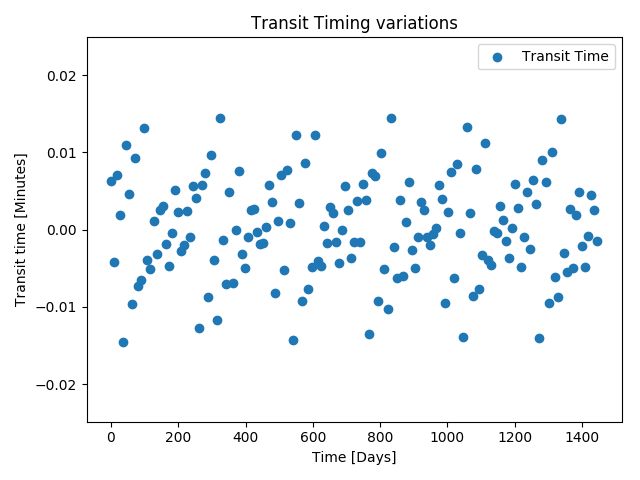 Transit Timing variations
Transit Time
Transit time [Minutes]
0.02
0.01
0.00
−0.01
−0.02
0 200 400 600 800 1000 1200 1400
Time [Days]